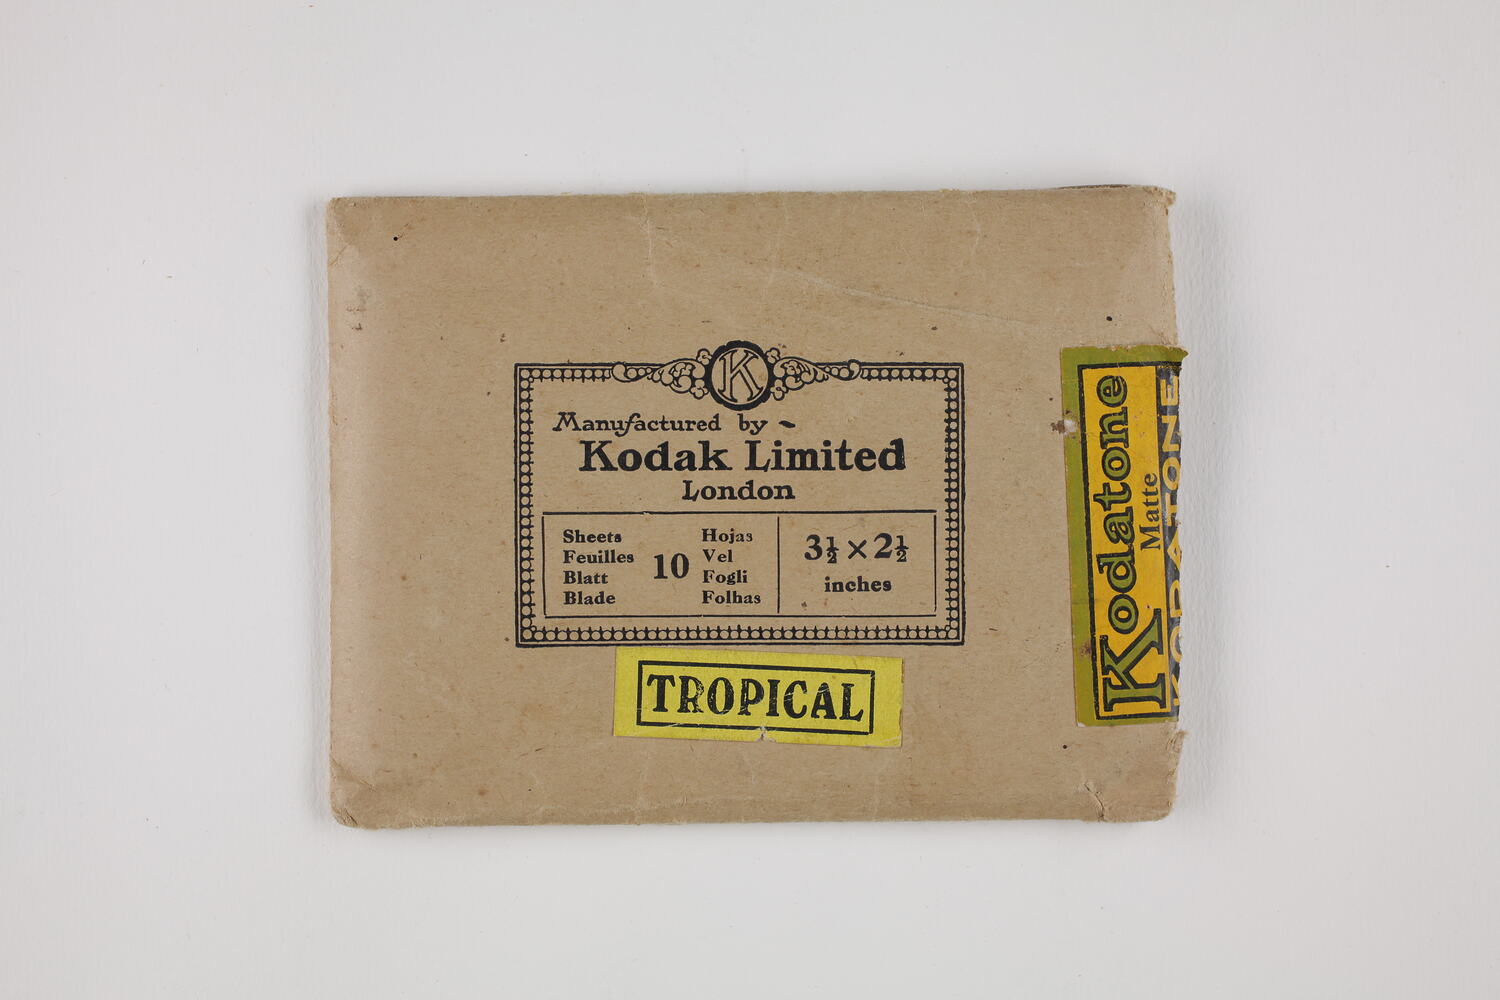 K
Manufactured by ~
Kodak Limited
London
Sheets
Feuilles
Blatt
Blade
10
Hojas
Vel
Fogli
Folhas
3½ × 2½
inches
TROPICAL
Kodatone
Matte
KODATONE